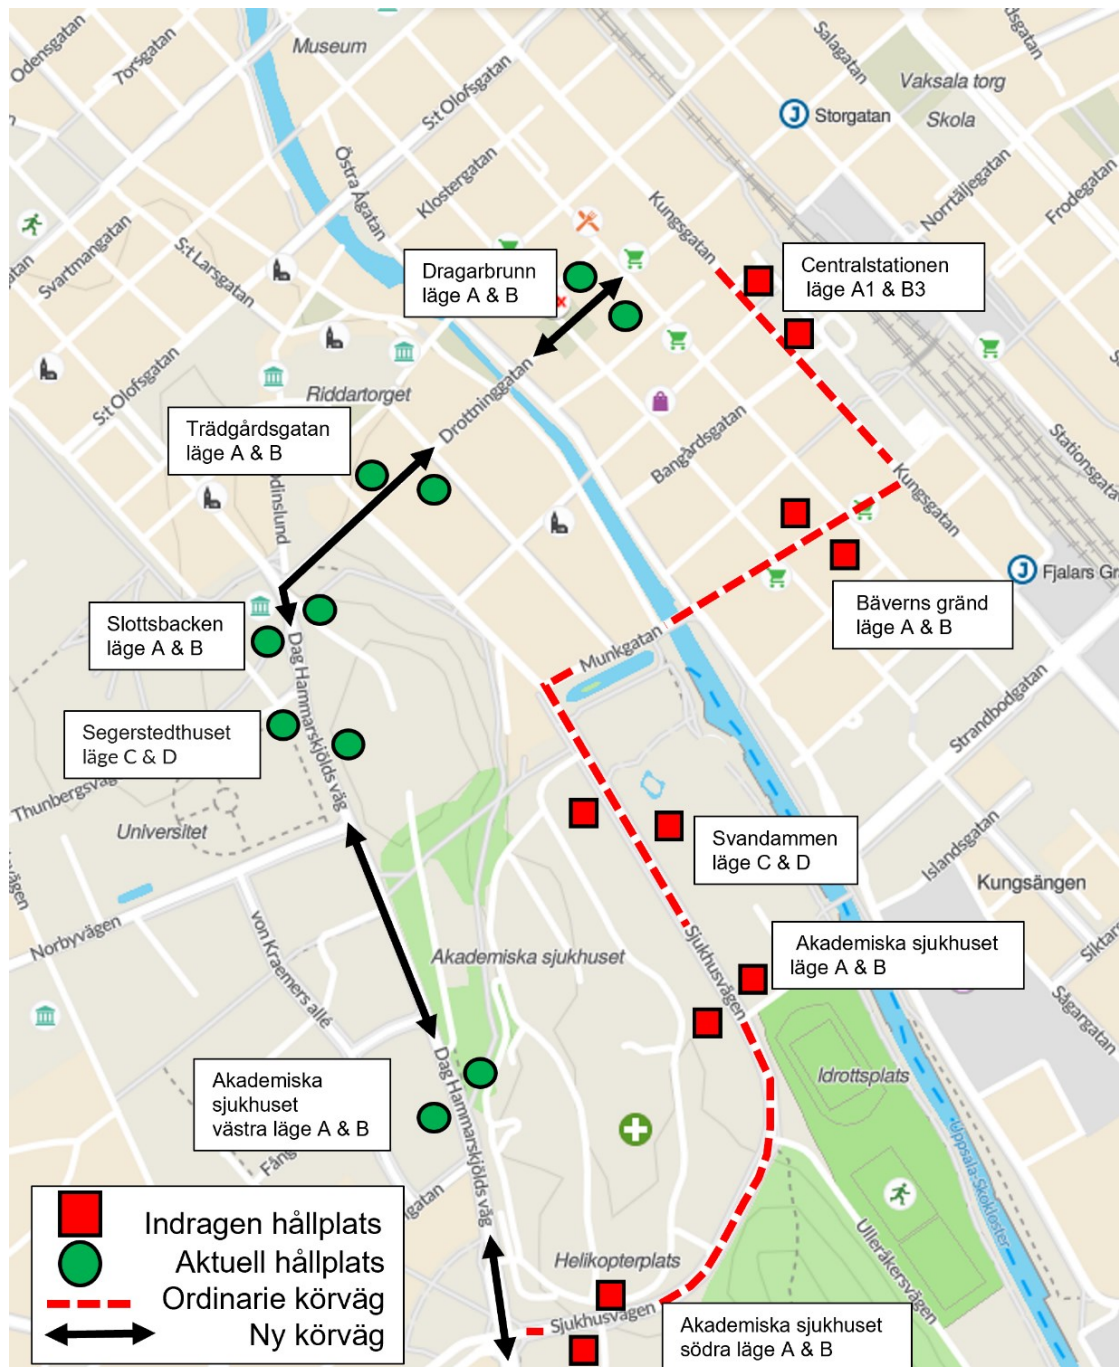 Odensgatan
Torsgatan
Museum
S:t Olofsgatan
Salagatan
Vaksala torg
Skola
Storgatan
Östra Ågatan
Klostergatan
Kungsgatan
Norrtäljegatan
Frodegatan
Svartmangatan
S:t Larsgatan
Dragarbrunn
läge A & B
Centralstationen
läge A1 & B3
S:t Olofsgatan
Riddartorget
Drottninggatan
Trädgårdsgatan
läge A & B
Bangårdsgatan
Stationsgatan
Kungsgatan
Fjalars Gr
Slottsbacken
läge A & B
Bäverns gränd
läge A & B
Munkgatan
Dag Hammarskjölds väg
Strandbodgatan
Segerstedthuset
läge C & D
Universitet
Svandammen
läge C & D
Islandsgatan
Kungsängen
Norbyvägen
von Kraemers allé
Akademiska sjukhuset
Sjukhusvägen
Akademiska sjukhuset
läge A & B
Sågargatan
Idrottsplats
Akademiska
sjukhuset
västra läge A & B
Dag Hammarskjölds väg
Uppsala-Skokloster
Ulleråkersvägen
Helikopterplats
Sjukhusvägen
Akademiska sjukhuset
södra läge A & B
Indragen hållplats
Aktuell hållplats
Ordinarie körväg
Ny körväg